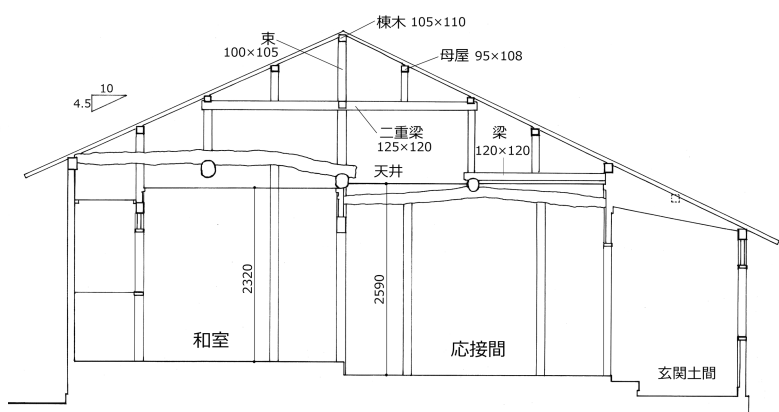 棟木 105×110
束
100×105
母屋 95×108
10
4.5
二重梁
125×120
梁
120×120
天井
2320
2590
和室
応接間
玄関土間